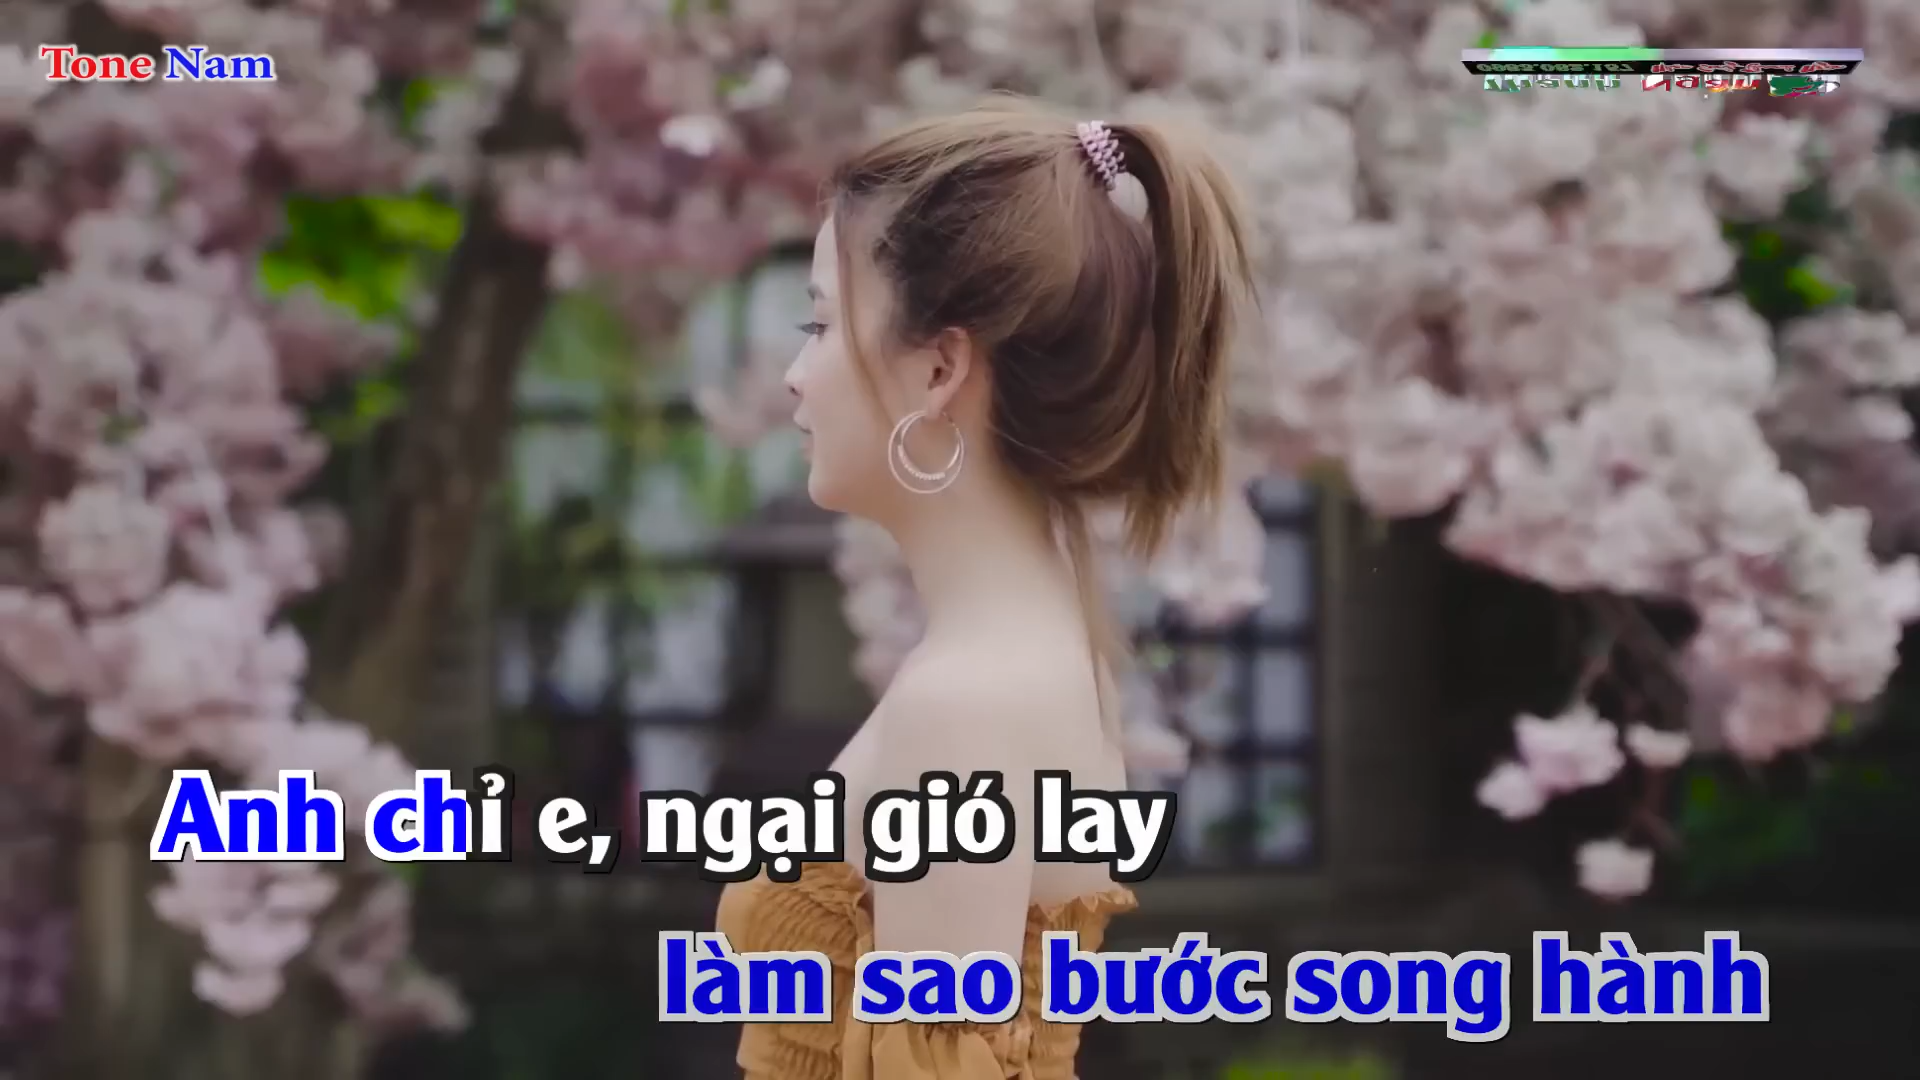 Tone Nam
Anh chỉ e, ngại gió lay
làm sao bước song hành